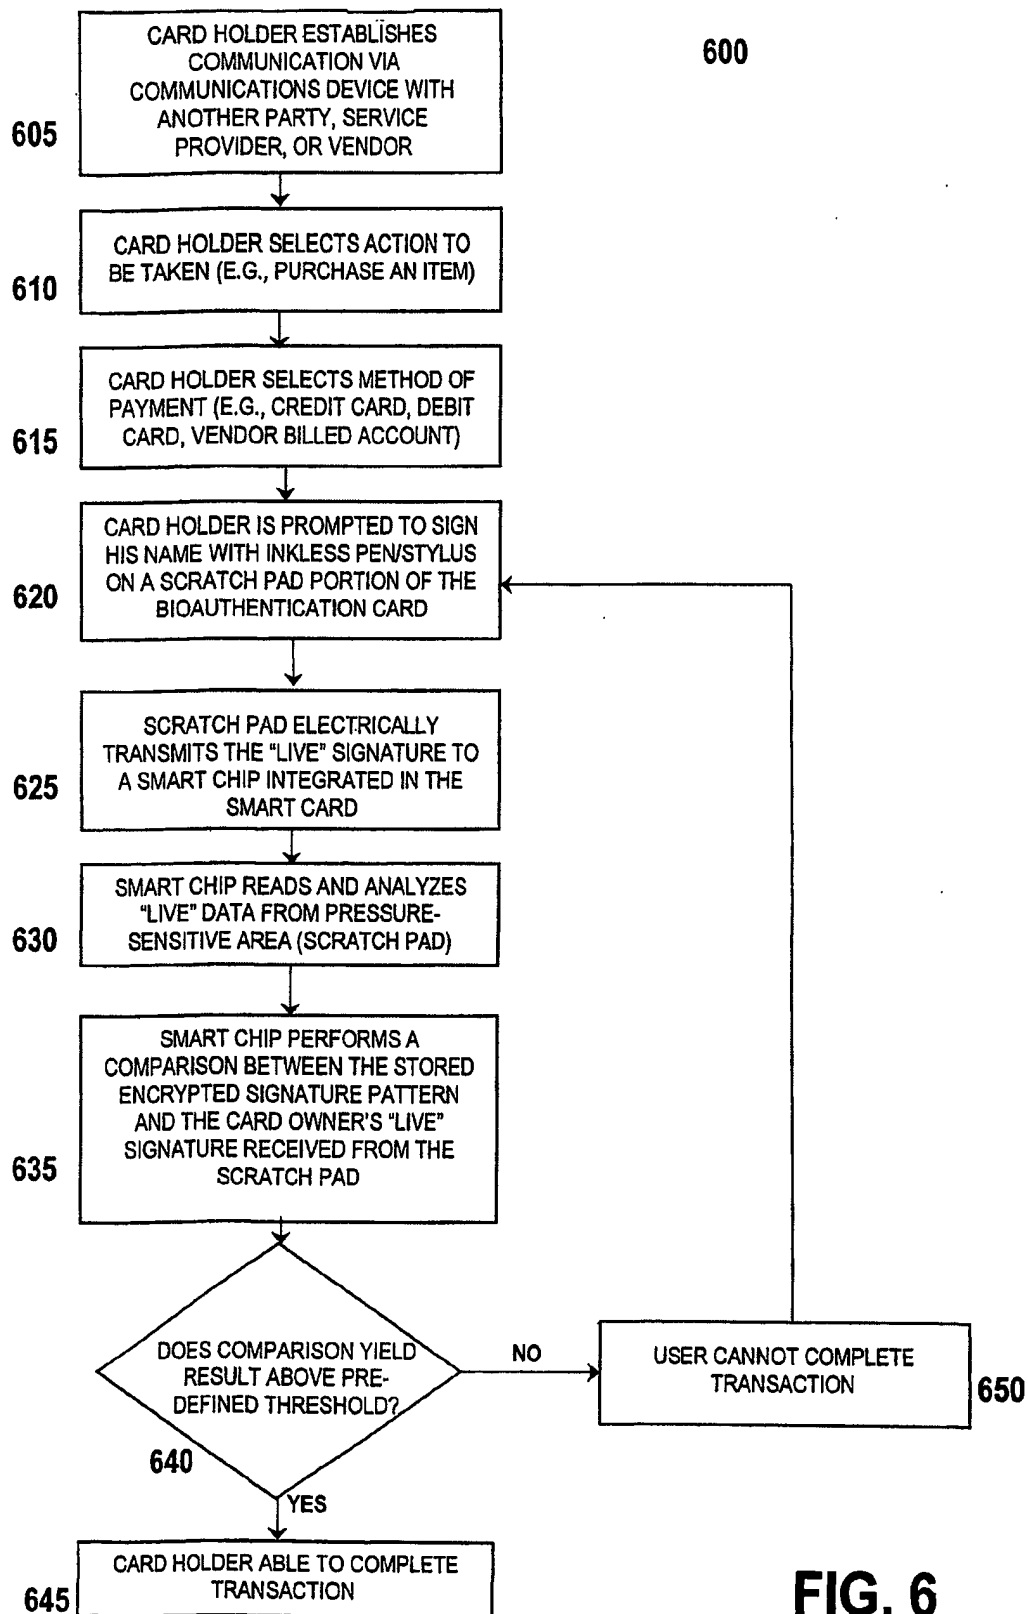 600
CARD HOLDER ESTABLISHES
COMMUNICATION VIA
COMMUNICATIONS DEVICE WITH
ANOTHER PARTY, SERVICE
PROVIDER, OR VENDOR
605
CARD HOLDER SELECTS ACTION TO
BE TAKEN (E.G., PURCHASE AN ITEM)
610
CARD HOLDER SELECTS METHOD OF
PAYMENT (E.G., CREDIT CARD, DEBIT
CARD, VENDOR BILLED ACCOUNT)
615
CARD HOLDER IS PROMPTED TO SIGN
HIS NAME WITH INKLESS PEN/STYLUS
ON A SCRATCH PAD PORTION OF THE
BIOAUTHENTICATION CARD
620
SCRATCH PAD ELECTRICALLY
TRANSMITS THE "LIVE" SIGNATURE TO
A SMART CHIP INTEGRATED IN THE
SMART CARD
625
SMART CHIP READS AND ANALYZES
"LIVE" DATA FROM PRESSURE-
SENSITIVE AREA (SCRATCH PAD)
630
SMART CHIP PERFORMS A
COMPARISON BETWEEN THE STORED
ENCRYPTED SIGNATURE PATTERN
AND THE CARD OWNER'S "LIVE"
SIGNATURE RECEIVED FROM THE
SCRATCH PAD
635
DOES COMPARISON YIELD
RESULT ABOVE PRE-
DEFINED THRESHOLD?
640
NO
USER CANNOT COMPLETE
TRANSACTION
650
YES
CARD HOLDER ABLE TO COMPLETE
TRANSACTION
645
FIG. 6